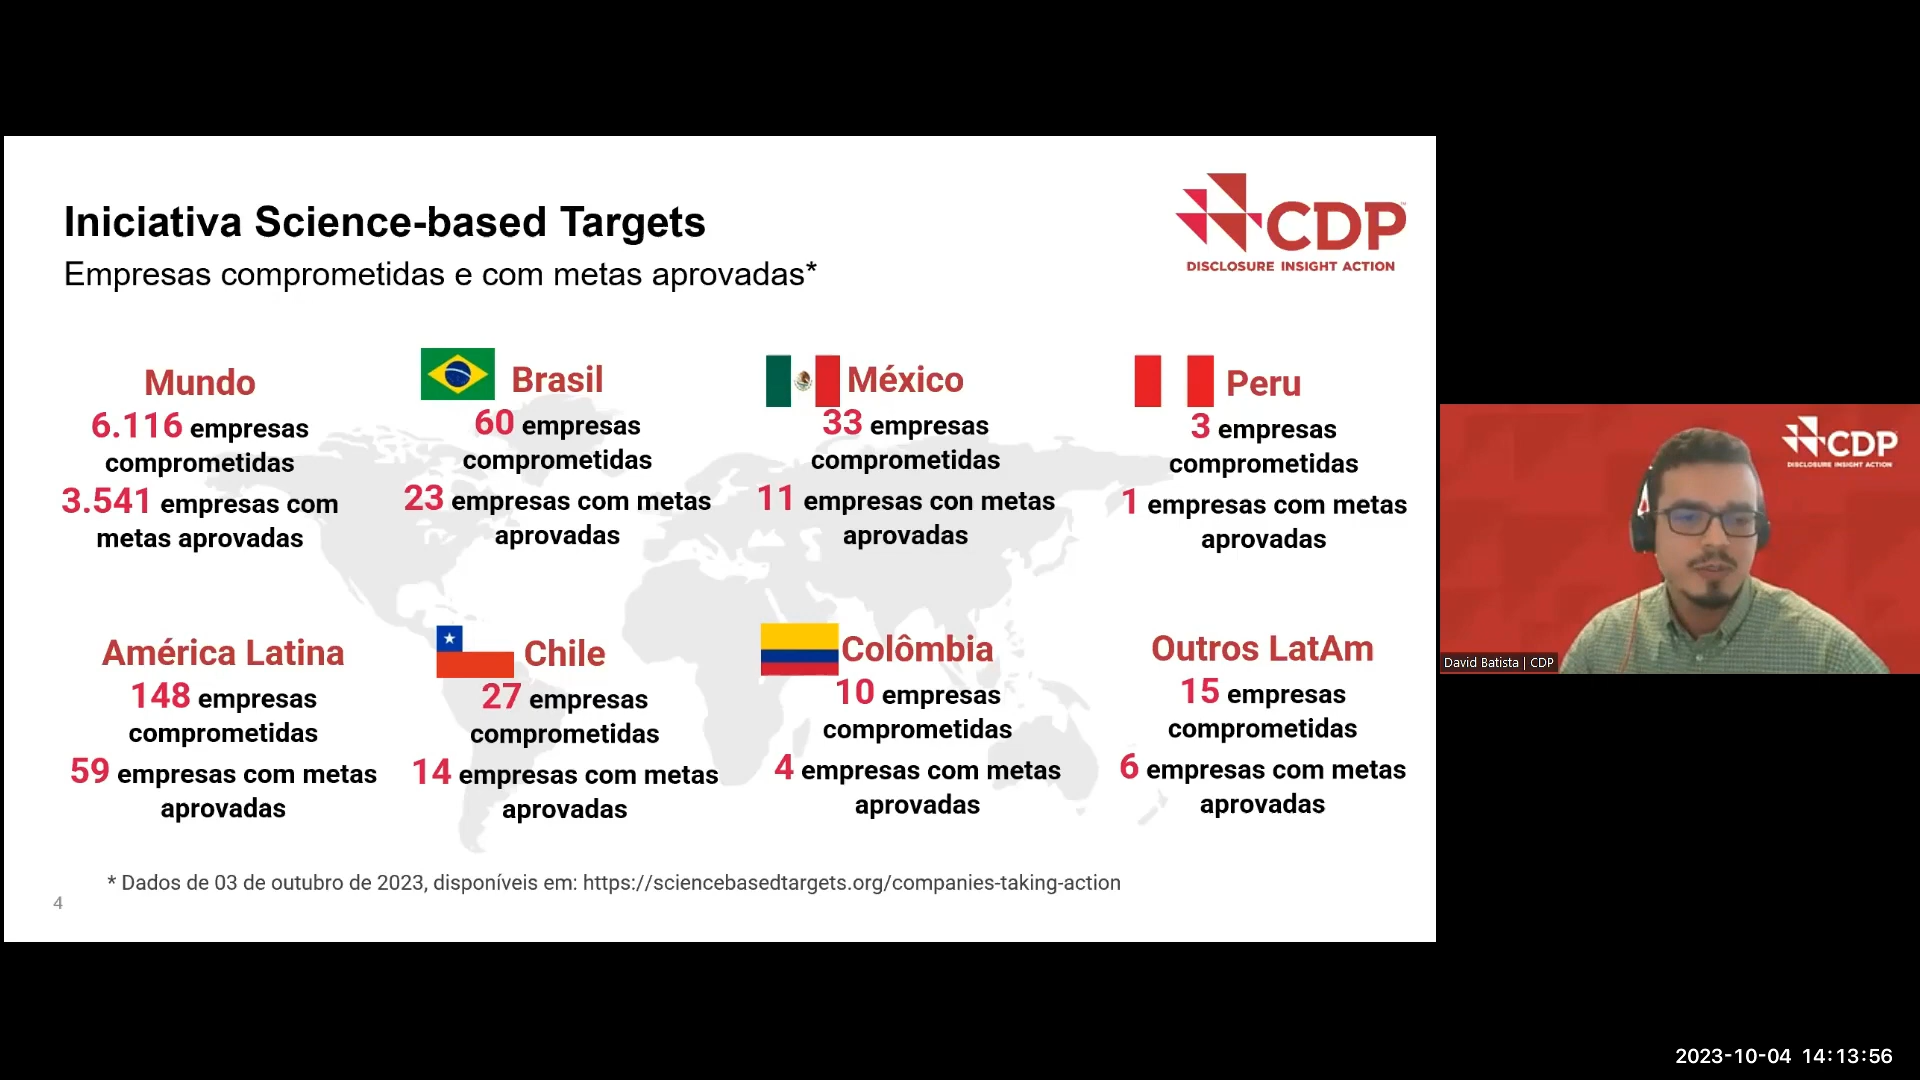 Iniciativa Science-based Targets
Empresas comprometidas e com metas aprovadas*
CDP
DISCLOSURE INSIGHT ACTION
Mundo
6.116 empresas
comprometidas
3.541 empresas com
metas aprovadas
Brasil
60 empresas
comprometidas
23 empresas com metas
aprovadas
México
33 empresas
comprometidas
11 empresas con metas
aprovadas
Peru
3 empresas
comprometidas
1 empresas com metas
aprovadas
América Latina
148 empresas
comprometidas
59 empresas com metas
aprovadas
Chile
27 empresas
comprometidas
14 empresas com metas
aprovadas
Colômbia
10 empresas
comprometidas
4 empresas com metas
aprovadas
Outros LatAm
15 empresas
comprometidas
6 empresas com metas
aprovadas
* Dados de 03 de outubro de 2023, disponíveis em: https://sciencebasedtargets.org/companies-taking-action
4
CDP
DISCLOSURE INSIGHT ACTION
David Batista | CDP
2023-10-04 14:13:56